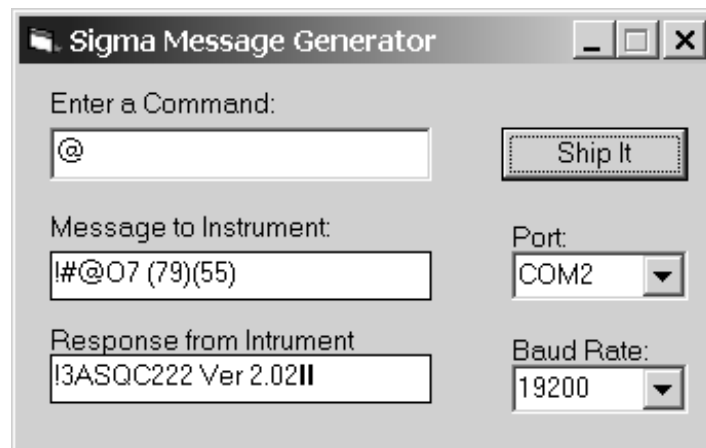 Sigma Message Generator
Enter a Command:
@
Ship It
Message to Instrument:
!#@O7 (79)(55)
Port:
COM2
Response from Intrument
!3ASQC222 Ver 2.02
Baud Rate:
19200